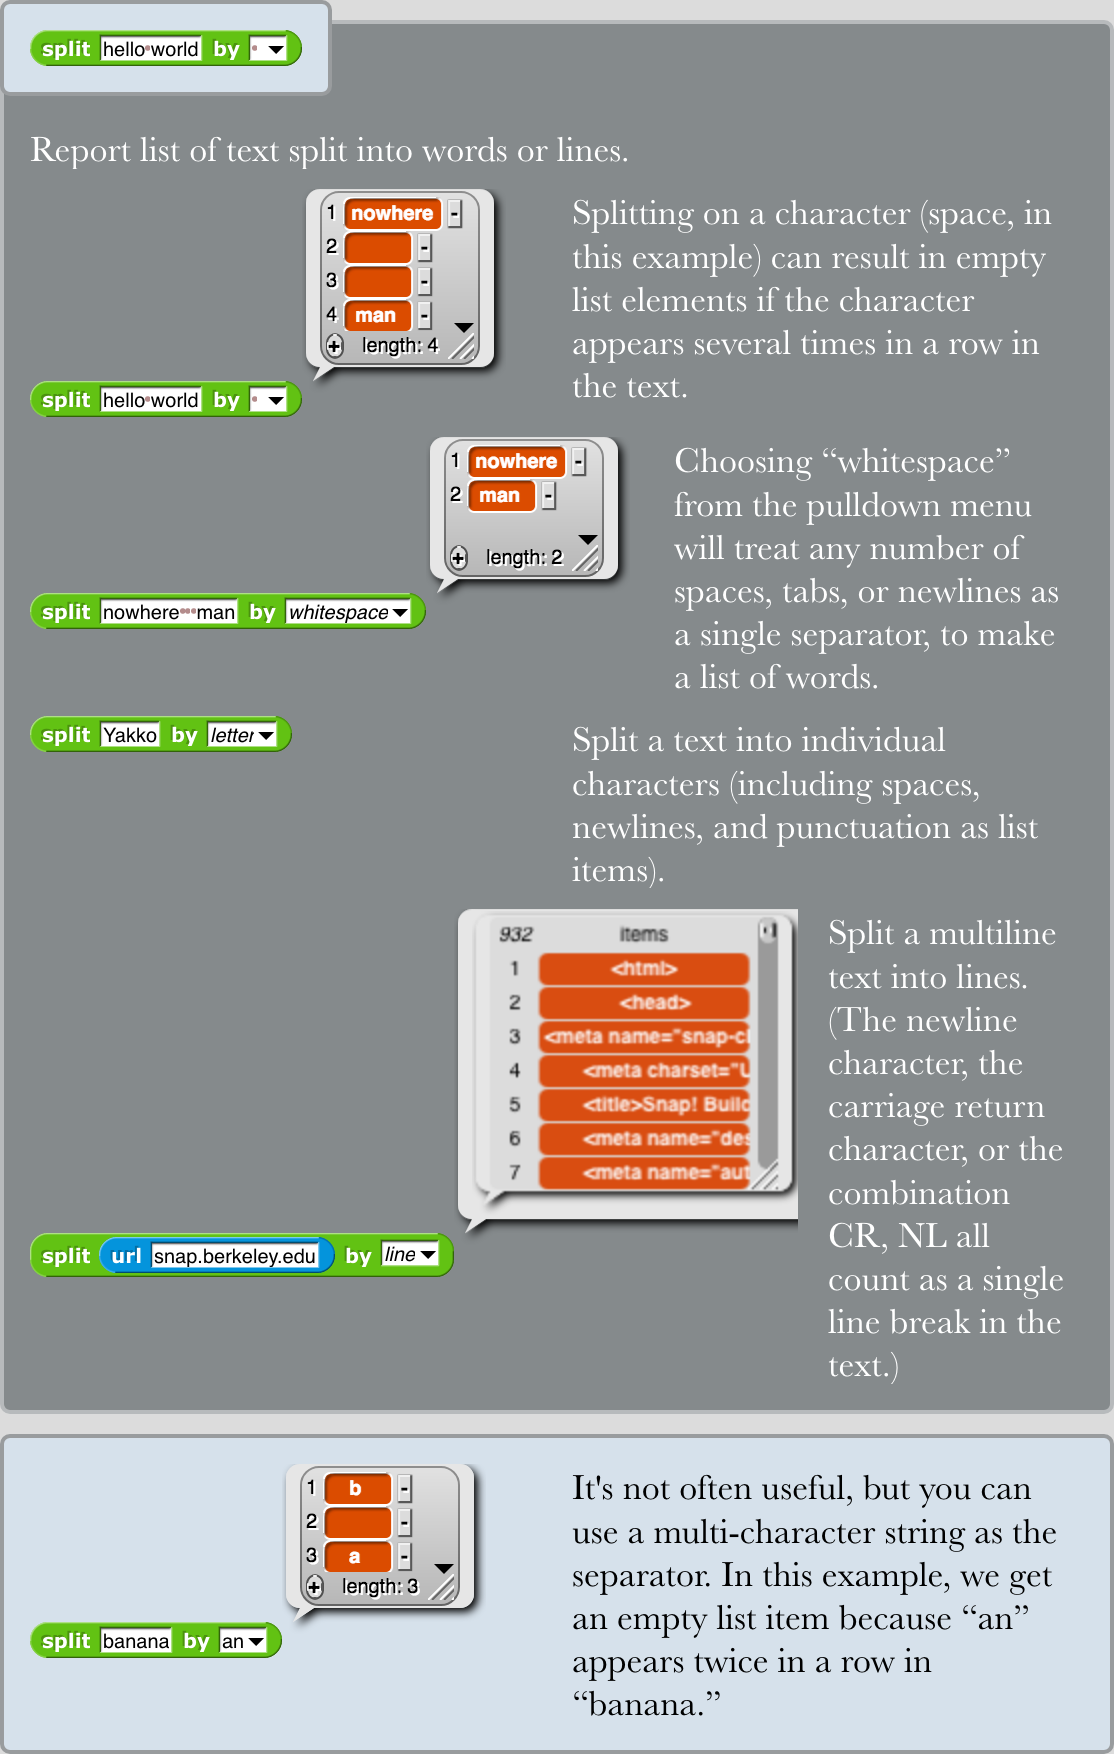 split hello world by
Report list of text split into words or lines.
1 nowhere -
2 -
3 -
4 man -
+ length: 4
split hello world by
Splitting on a character (space, in
this example) can result in empty
list elements if the character
appears several times in a row in
the text.
1 nowhere -
2 man -
+ length: 2
split nowhere man by whitespace
Choosing “whitespace”
from the pulldown menu
will treat any number of
spaces, tabs, or newlines as
a single separator, to make
a list of words.
split Yakko by letter
Split a text into individual
characters (including spaces,
newlines, and punctuation as list
items).
932 items
1 <html>
2 <head>
3 <meta name="snap-cl
4 <meta charset="U
5 <title>Snap! Build
6 <meta name="des
7 <meta name="aut
split url snap.berkeley.edu by line
Split a multiline
text into lines.
(The newline
character, the
carriage return
character, or the
combination
CR, NL all
count as a single
line break in the
text.)
1 b -
2 -
3 a -
+ length: 3
split banana by an
It's not often useful, but you can
use a multi-character string as the
separator. In this example, we get
an empty list item because “an”
appears twice in a row in
“banana.”